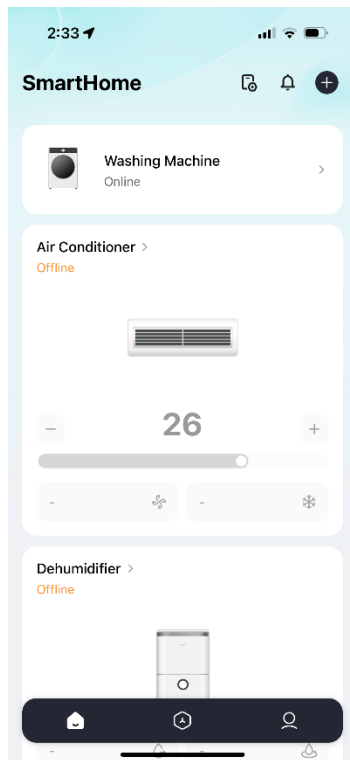 2:33
SmartHome
Washing Machine
Online
Air Conditioner
Offline
26
-
-
Dehumidifier
Offline
-
-